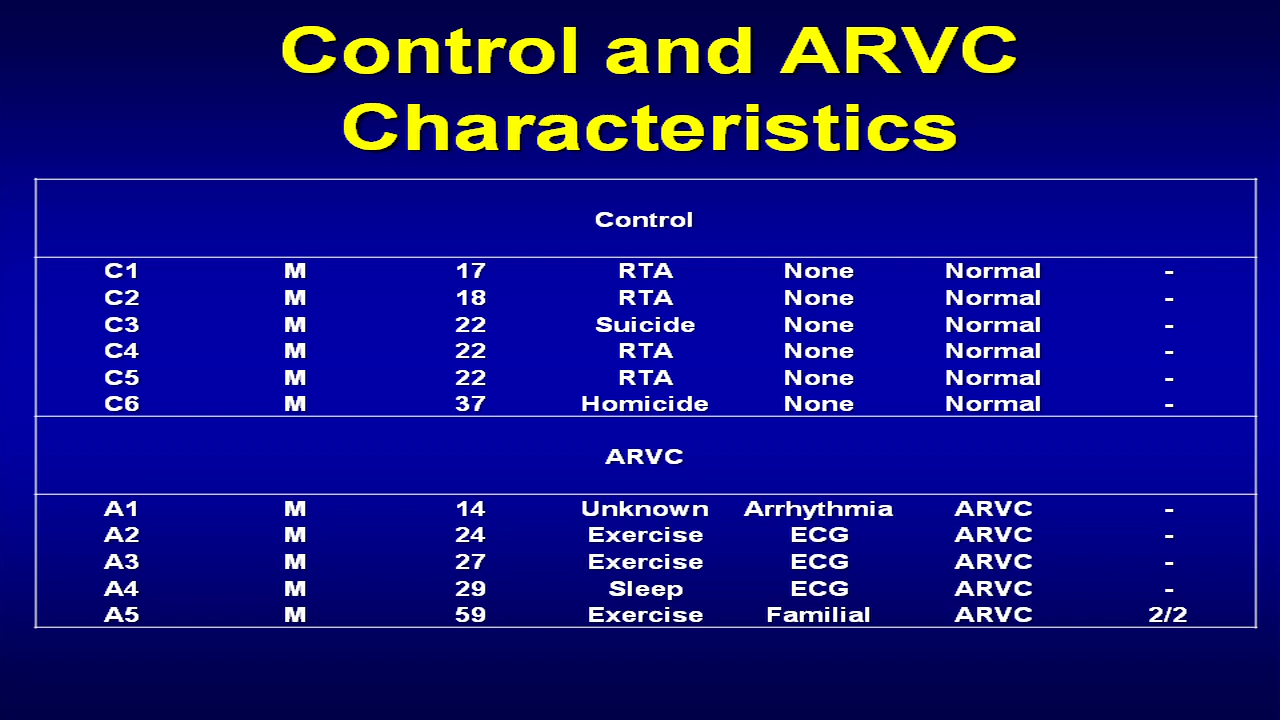 Control and ARVC
Characteristics
Control
C1 M 17 RTA None Normal -
C2 M 18 RTA None Normal -
C3 M 22 Suicide None Normal -
C4 M 22 RTA None Normal -
C5 M 22 RTA None Normal -
C6 M 37 Homicide None Normal -
ARVC
A1 M 14 Unknown Arrhythmia ARVC -
A2 M 24 Exercise ECG ARVC -
A3 M 27 Exercise ECG ARVC -
A4 M 29 Sleep ECG ARVC -
A5 M 59 Exercise Familial ARVC 2/2